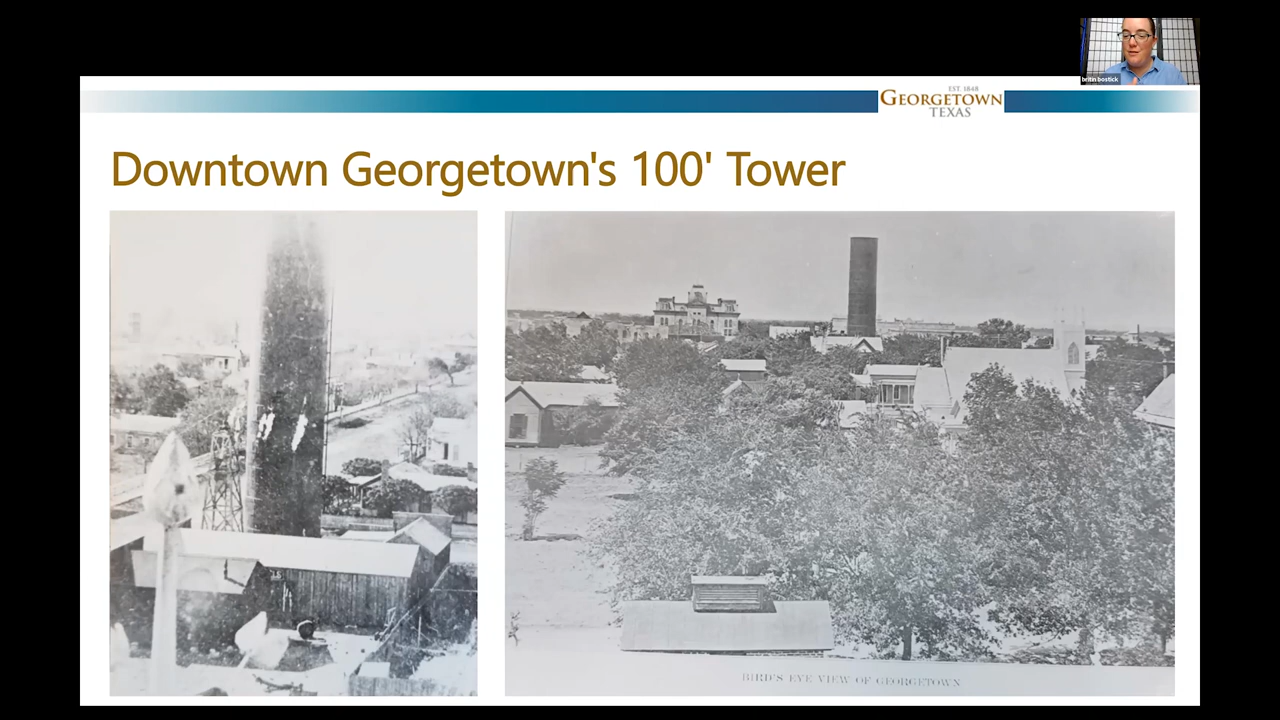 britin bostick
EST. 1848
GEORGETOWN
TEXAS
Downtown Georgetown's 100' Tower
BIRD'S EYE VIEW OF GEORGETOWN